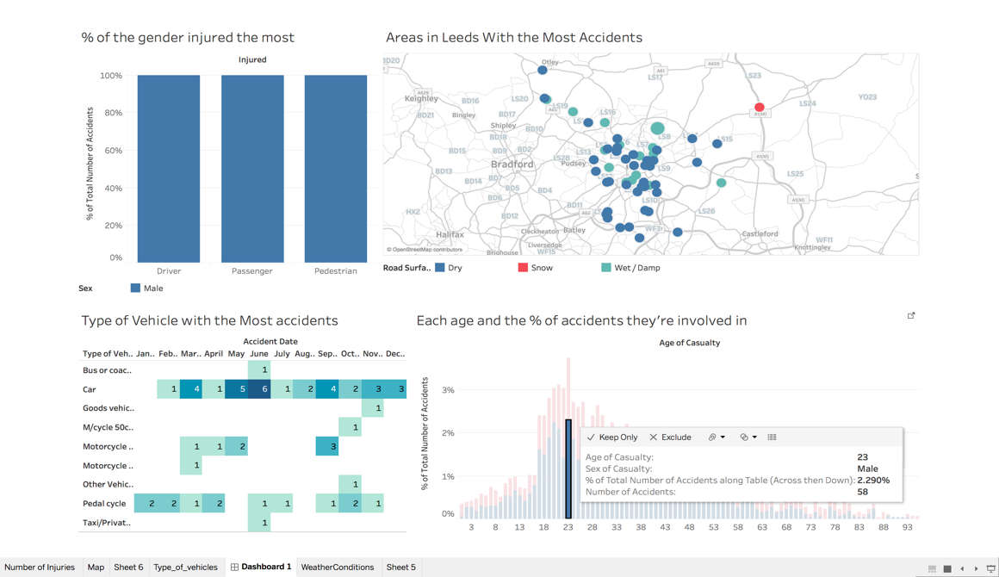 % of the gender injured the most
Injured
% of Total Number of Accidents
100%
80%
60%
40%
20%
0%
Driver Passenger Pedestrian
Sex
Male
Areas in Leeds With the Most Accidents
BD20
Otley
A61
A659
LS17
LS23
A629
Keighley
BD16
LS20
LS19
LS24
YO23
BD21
Bingley
BD17
LS16
A1(M)
Shipley
BD10
BD18
LS8
LS15
BD15
BD9
BD2
LS13
LS28
Pudsey
A1(M)
Bradford
BD13
LS9
LS25
BD14
BD7
BD5
BD4
BD6
A1(M)
HX2
BD11
LS10
BD12
A62
LS26
WF3
Halifax
Cleckheaton
Batley
Castleford
WF11
Liversedge
Knottingley
© OpenStreetMap contributors
Brighouse
WF15
Road Surfa..
Dry
Snow
Wet / Damp
Type of Vehicle with the Most accidents
Accident Date
Type of Veh.. Jan.. Feb.. Mar.. April May June July Aug.. Sep.. Oct.. Nov.. Dec..
Bus or coac.. 1
Car 1 4 1 5 6 1 2 4 2 3 3
Goods vehic.. 1
M/cycle 50c.. 1
Motorcycle .. 1 1 2 3
Motorcycle .. 1
Other Vehic.. 1
Pedal cycle 2 2 1 2 1 1 1 2 1
Taxi/Privat.. 1
Each age and the % of accidents they're involved in
Age of Casualty
% of Total Number of Accidents
3%
2%
1%
0%
Keep Only Exclude
Age of Casualty: 23
Sex of Casualty: Male
% of Total Number of Accidents along Table (Across then Down): 2.290%
Number of Accidents: 58
3 8 13 18 23 28 33 38 43 48 53 58 63 68 73 78 83 88 93
Number of Injuries Map Sheet 6 Type_of_vehicles Dashboard 1 WeatherConditions Sheet 5